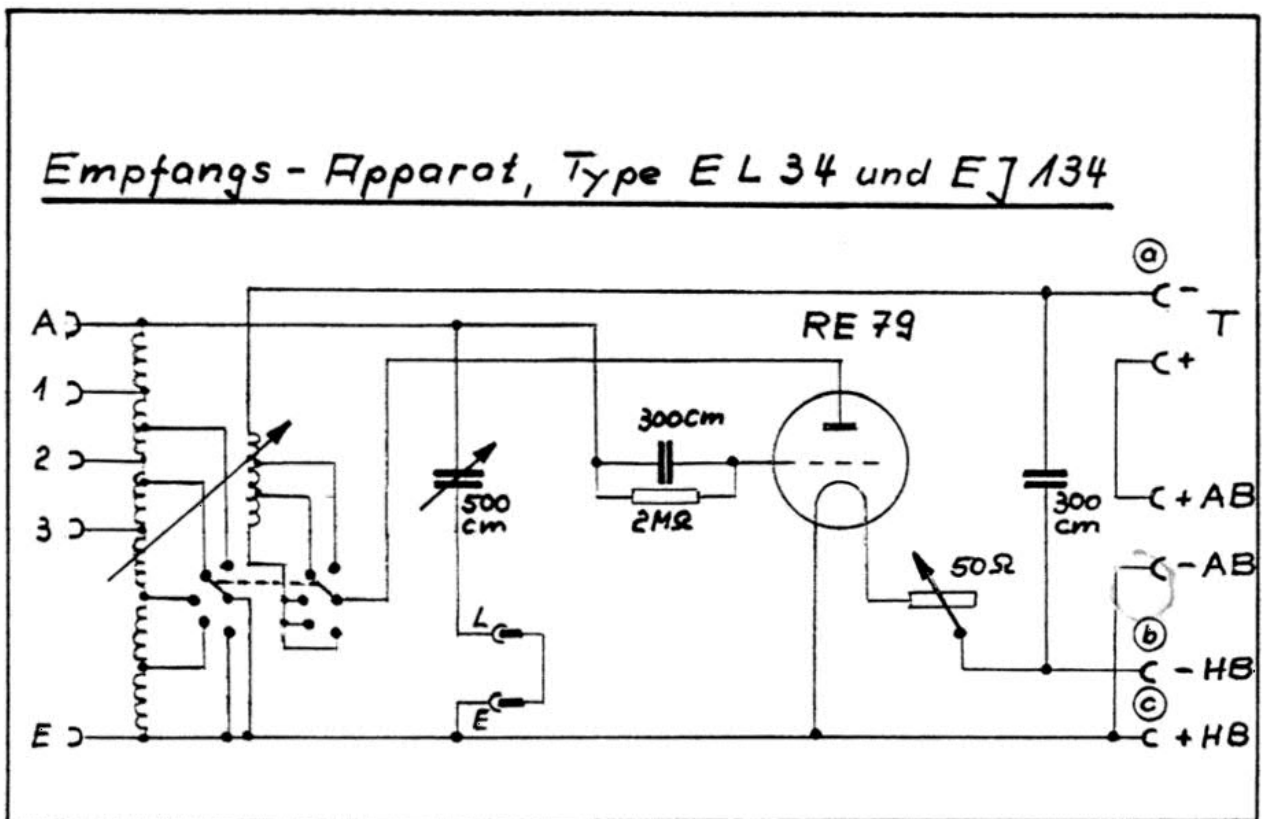 Empfangs - Apparat, Type EL 34 und EJ 134
a
A
RE 79
-
T
1
+
300cm
2
500
cm
2MΩ
300
cm
+ AB
3
50Ω
- AB
L
b
- HB
E
c
E
+ HB